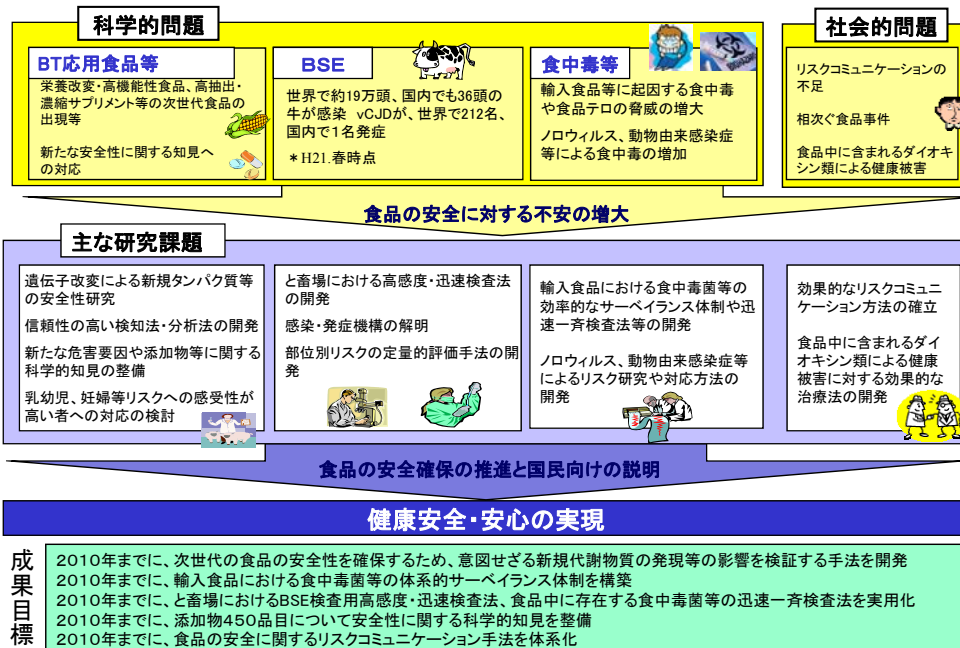 科学的問題
BT応用食品等
栄養改変・高機能性食品、高抽出・
濃縮サプリメント等の次世代食品の
出現等
新たな安全性に関する知見へ
の対応
BSE
世界で約19万頭、国内でも36頭の
牛が感染 vCJDが、世界で212名、
国内で1名発症
*H21.春時点
食中毒等
輸入食品等に起因する食中毒
や食品テロの脅威の増大
ノロウィルス、動物由来感染症
等による食中毒の増加
社会的問題
リスクコミュニケーションの
不足
相次ぐ食品事件
食品中に含まれるダイオキ
シン類による健康被害
食品の安全に対する不安の増大
主な研究課題
遺伝子改変による新規タンパク質等
の安全性研究
信頼性の高い検知法・分析法の開発
新たな危害要因や添加物等に関する
科学的知見の整備
乳幼児、妊婦等リスクへの感受性が
高い者への対応の検討
と畜場における高感度・迅速検査法
の開発
感染・発症機構の解明
部位別リスクの定量的評価手法の開
発
輸入食品における食中毒菌等の
効率的なサーベイランス体制や迅
速一斉検査法等の開発
ノロウィルス、動物由来感染症等
によるリスク研究や対応方法の
開発
効果的なリスクコミュニ
ケーション方法の確立
食品中に含まれるダイ
オキシン類による健康
被害に対する効果的な
治療法の開発
食品の安全確保の推進と国民向けの説明
健康安全・安心の実現
成果目標
2010年までに、次世代の食品の安全性を確保するため、意図せざる新規代謝物質の発現等の影響を検証する手法を開発
2010年までに、輸入食品における食中毒菌等の体系的サーベイランス体制を構築
2010年までに、と畜場におけるBSE検査用高感度・迅速検査法、食品中に存在する食中毒菌等の迅速一斉検査法を実用化
2010年までに、添加物450品目について安全性に関する科学的知見を整備
2010年までに、食品の安全に関するリスクコミュニケーション手法を体系化